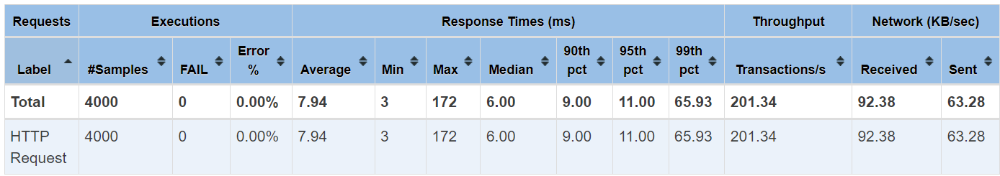 Requests Executions Response Times (ms) Throughput Network (KB/sec)
Label #Samples FAIL Error % Average Min Max Median 90th pct 95th pct 99th pct Transactions/s Received Sent
Total 4000 0 0.00% 7.94 3 172 6.00 9.00 11.00 65.93 201.34 92.38 63.28
HTTP Request 4000 0 0.00% 7.94 3 172 6.00 9.00 11.00 65.93 201.34 92.38 63.28